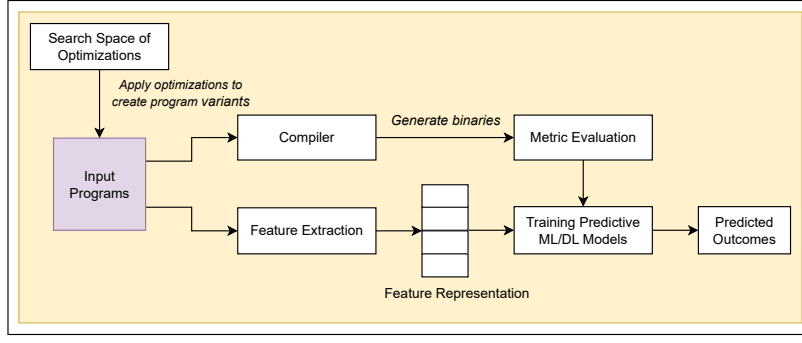 Search Space of
Optimizations
Apply optimizations to
create program variants
Input
Programs
Compiler
Generate binaries
Metric Evaluation
Feature Extraction
Feature Representation
Training Predictive
ML/DL Models
Predicted
Outcomes